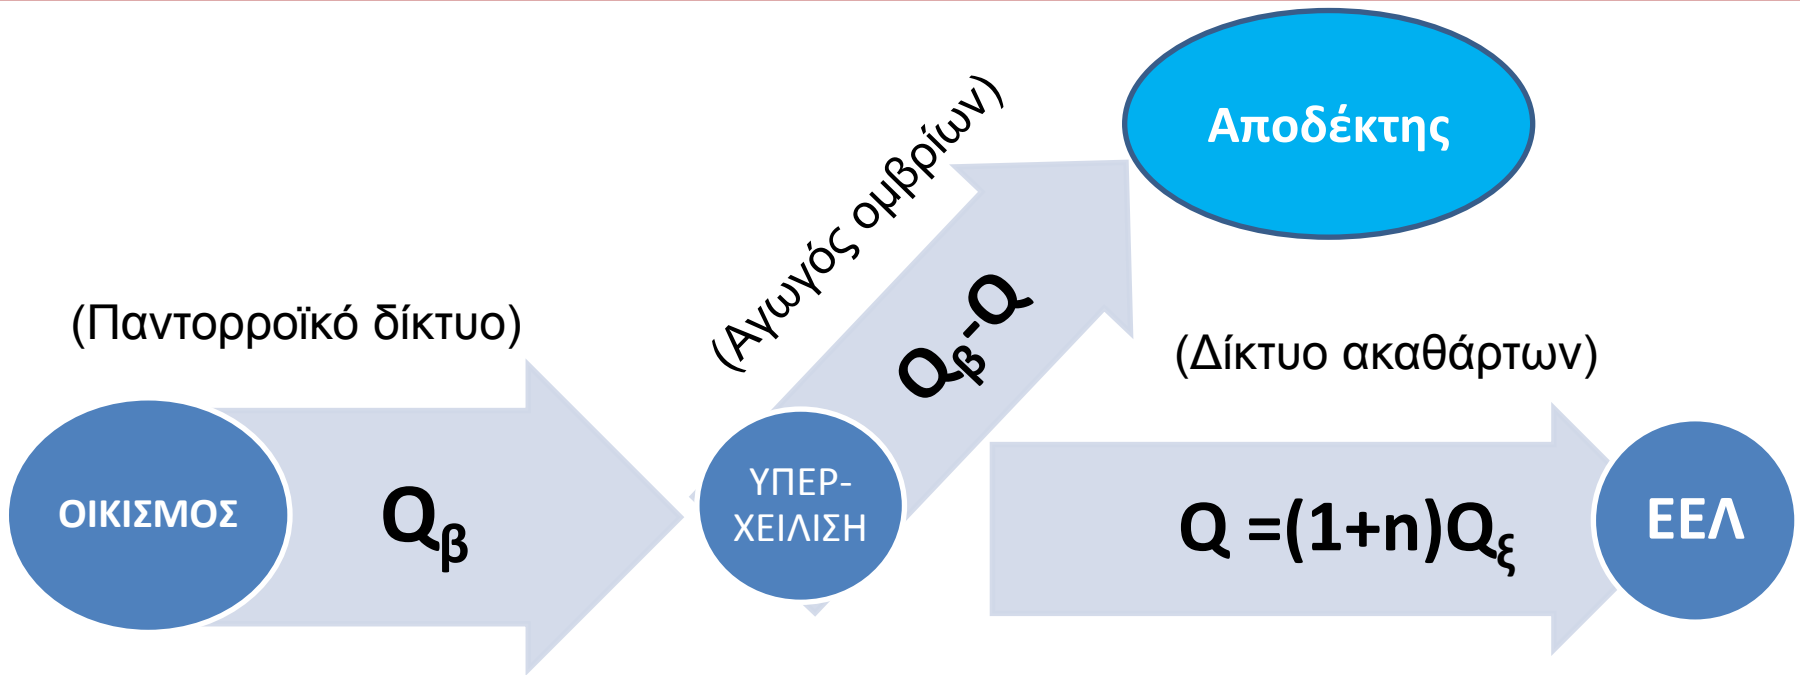 Αποδέκτης
(Αγωγός ομβρίων)
Qβ-Q
(Παντορροϊκό δίκτυο)
(Δίκτυο ακαθάρτων)
ΟΙΚΙΣΜΟΣ
Qβ
ΥΠΕΡ-
ΧΕΙΛΙΣΗ
Q =(1+n)Qξ
ΕΕΛ